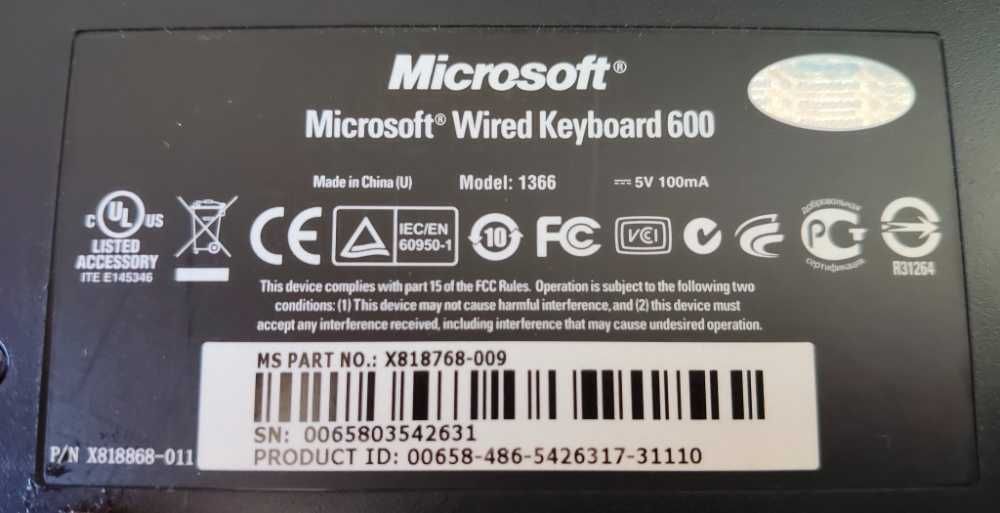 Microsoft®
Microsoft® Wired Keyboard 600
Made in China (U) Model: 1366 5V 100mA
c UL US
LISTED
ACCESSORY
ITE E145346
CE
IEC/EN
60950-1
10
FC
VCI
добровольная
РСТ
сертификация
R31264
This device complies with part 15 of the FCC Rules. Operation is subject to the following two
conditions: (1) This device may not cause harmful interference, and (2) this device must
accept any interference received, including interference that may cause undesired operation.
MS PART NO.: X818768-009
SN: 0065803542631
PRODUCT ID: 00658-486-5426317-31110
P/N X818868-011